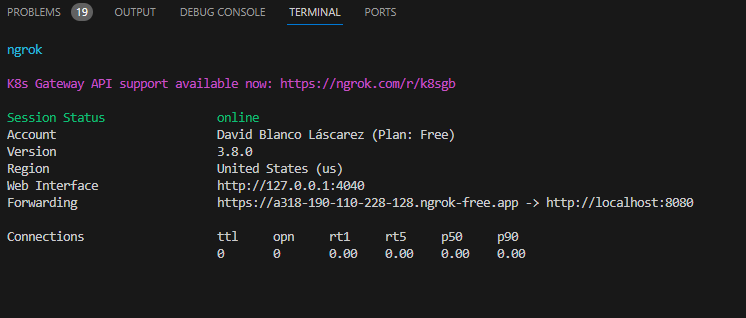 PROBLEMS 19 OUTPUT DEBUG CONSOLE TERMINAL PORTS
ngrok
K8s Gateway API support available now: https://ngrok.com/r/k8sgb
Session Status online
Account David Blanco Láscarez (Plan: Free)
Version 3.8.0
Region United States (us)
Web Interface http://127.0.0.1:4040
Forwarding https://a318-190-110-228-128.ngrok-free.app -> http://localhost:8080
Connections ttl opn rt1 rt5 p50 p90
0 0 0.00 0.00 0.00 0.00